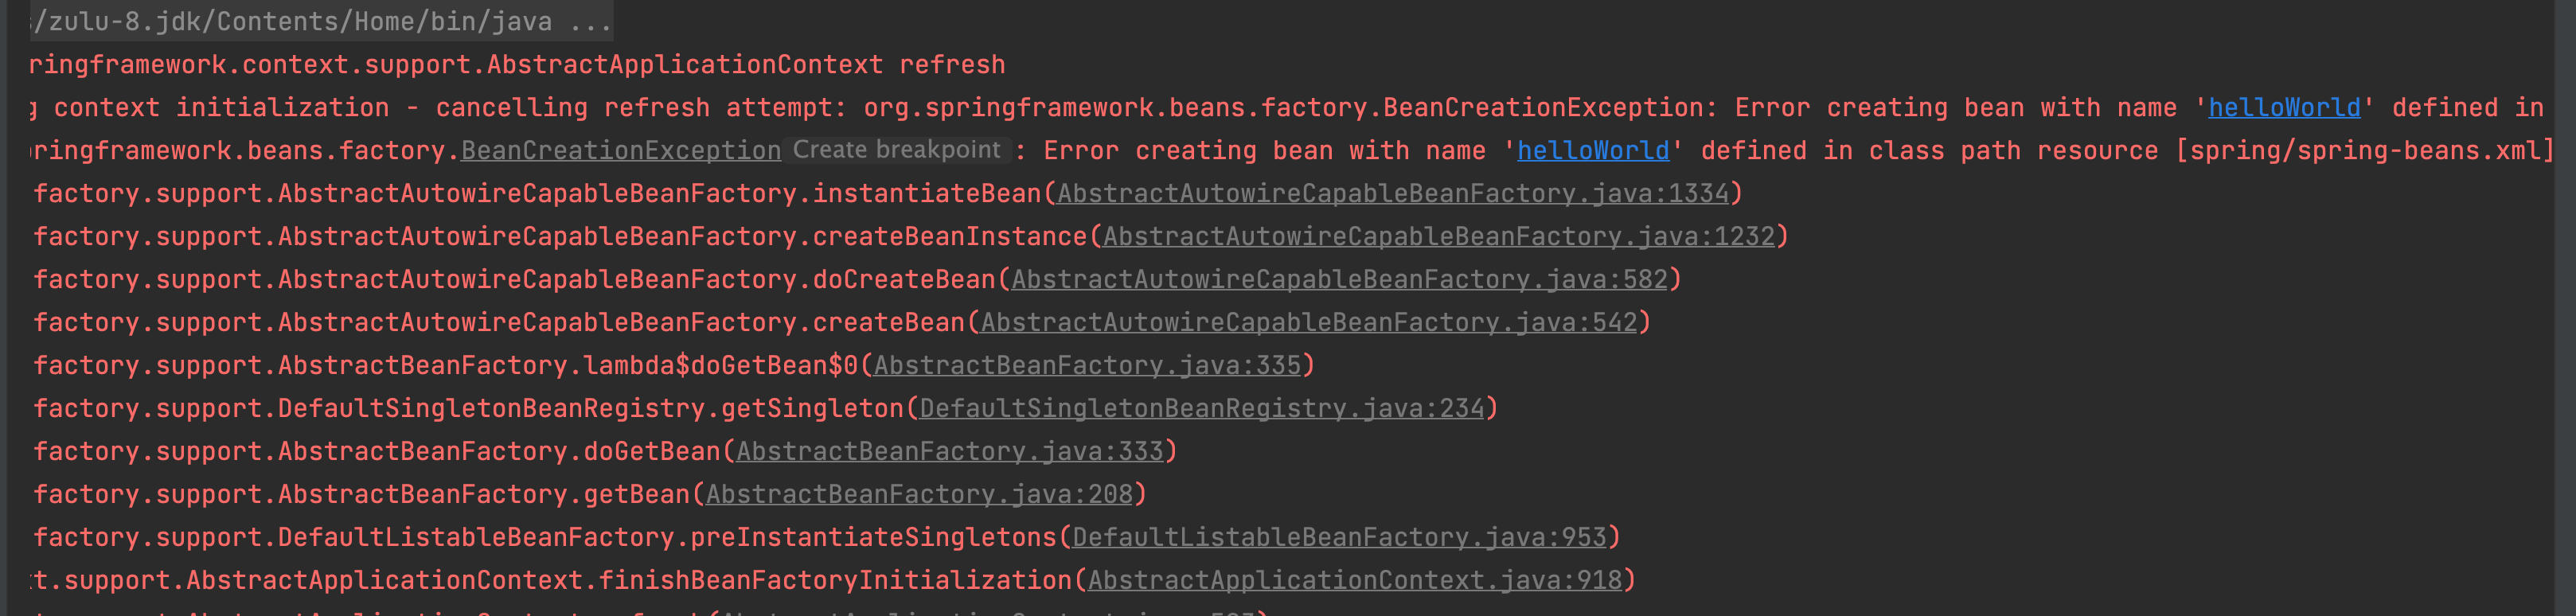 /zulu-8.jdk/Contents/Home/bin/java ...
ringframework.context.support.AbstractApplicationContext refresh
g context initialization - cancelling refresh attempt: org.springframework.beans.factory.BeanCreationException: Error creating bean with name 'helloWorld' defined in
ringframework.beans.factory.BeanCreationException Create breakpoint : Error creating bean with name 'helloWorld' defined in class path resource [spring/spring-beans.xml]
factory.support.AbstractAutowireCapableBeanFactory.instantiateBean(AbstractAutowireCapableBeanFactory.java:1334)
factory.support.AbstractAutowireCapableBeanFactory.createBeanInstance(AbstractAutowireCapableBeanFactory.java:1232)
factory.support.AbstractAutowireCapableBeanFactory.doCreateBean(AbstractAutowireCapableBeanFactory.java:582)
factory.support.AbstractAutowireCapableBeanFactory.createBean(AbstractAutowireCapableBeanFactory.java:542)
factory.support.AbstractBeanFactory.lambda$doGetBean$0(AbstractBeanFactory.java:335)
factory.support.DefaultSingletonBeanRegistry.getSingleton(DefaultSingletonBeanRegistry.java:234)
factory.support.AbstractBeanFactory.doGetBean(AbstractBeanFactory.java:333)
factory.support.AbstractBeanFactory.getBean(AbstractBeanFactory.java:208)
factory.support.DefaultListableBeanFactory.preInstantiateSingletons(DefaultListableBeanFactory.java:953)
t.support.AbstractApplicationContext.finishBeanFactoryInitialization(AbstractApplicationContext.java:918)